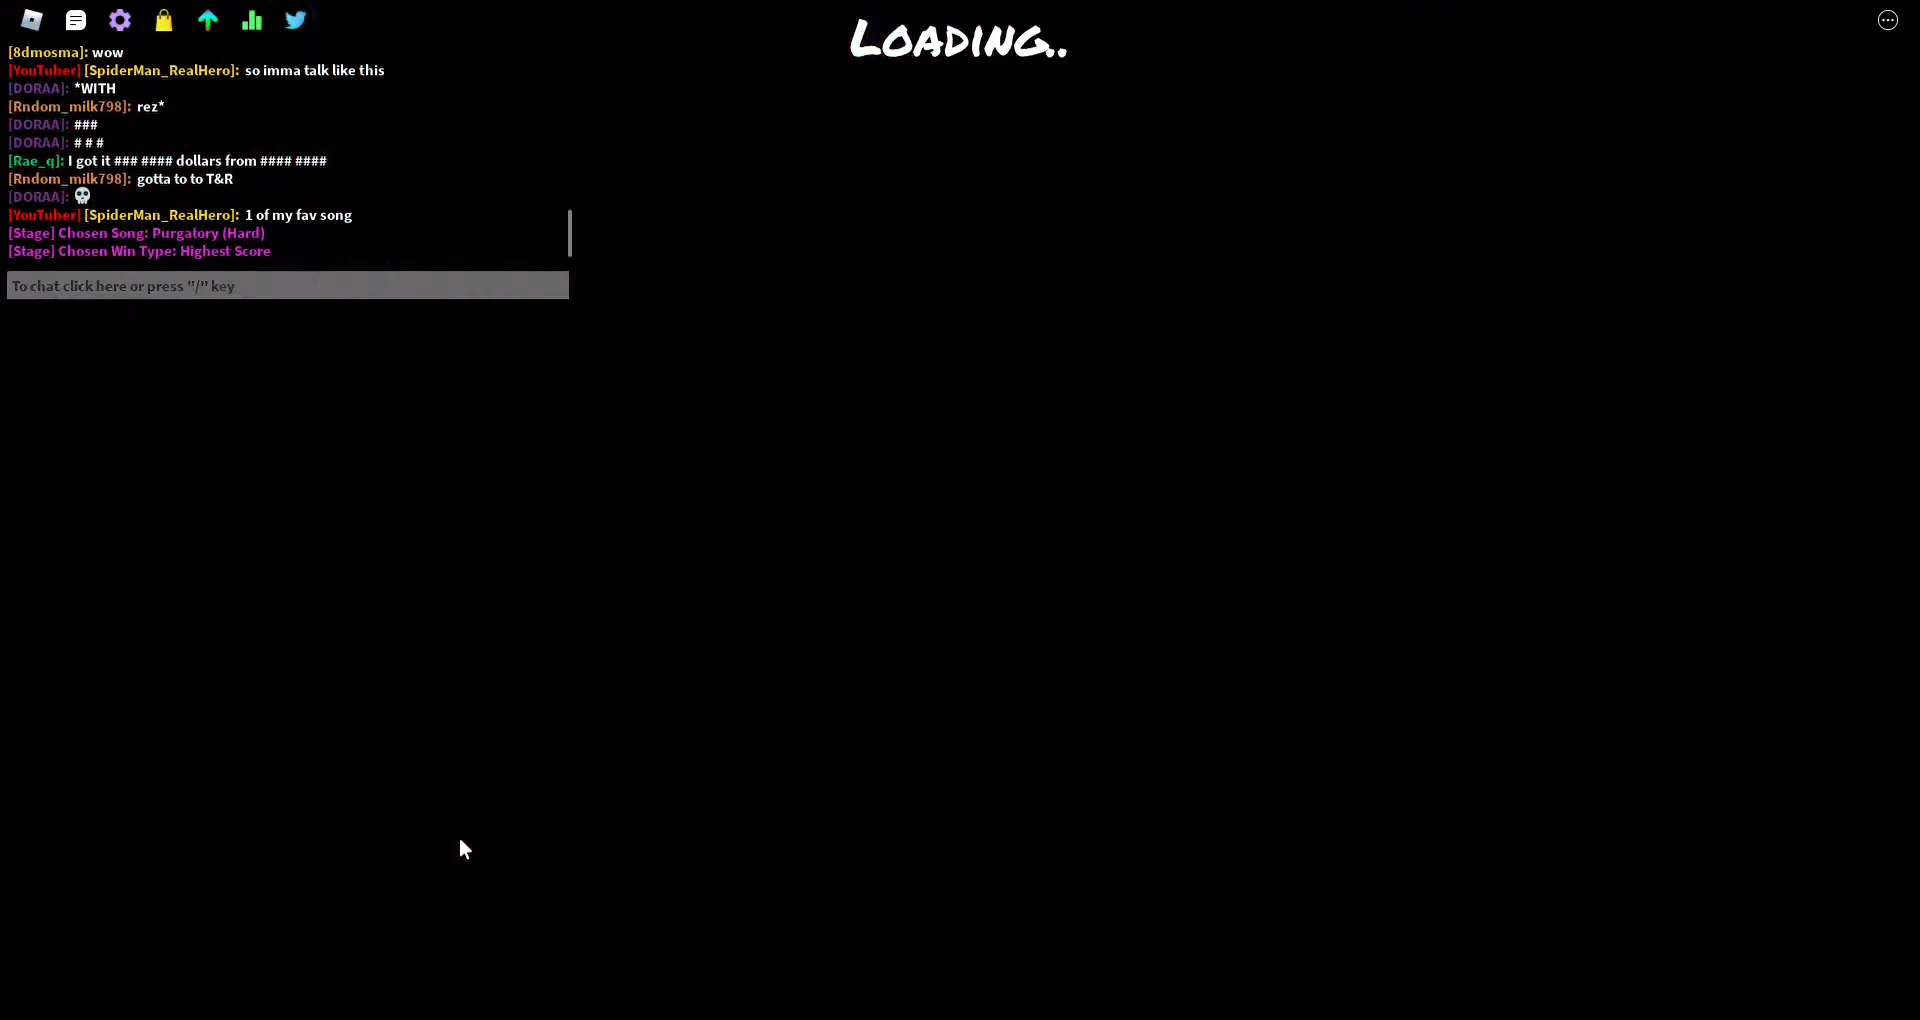 LOADING..
[8dmosma]: wow
[YouTuber] [SpiderMan_RealHero]: so imma talk like this
[DORAA]: *WITH
[Rndom_milk798]: rez*
[DORAA]: ###
[DORAA]: # # #
[Rae_q]: I got it ### #### dollars from #### ####
[Rndom_milk798]: gotta to to T&R
[DORAA]: 💀
[YouTuber] [SpiderMan_RealHero]: 1 of my fav song
[Stage] Chosen Song: Purgatory (Hard)
[Stage] Chosen Win Type: Highest Score
To chat click here or press "/" key